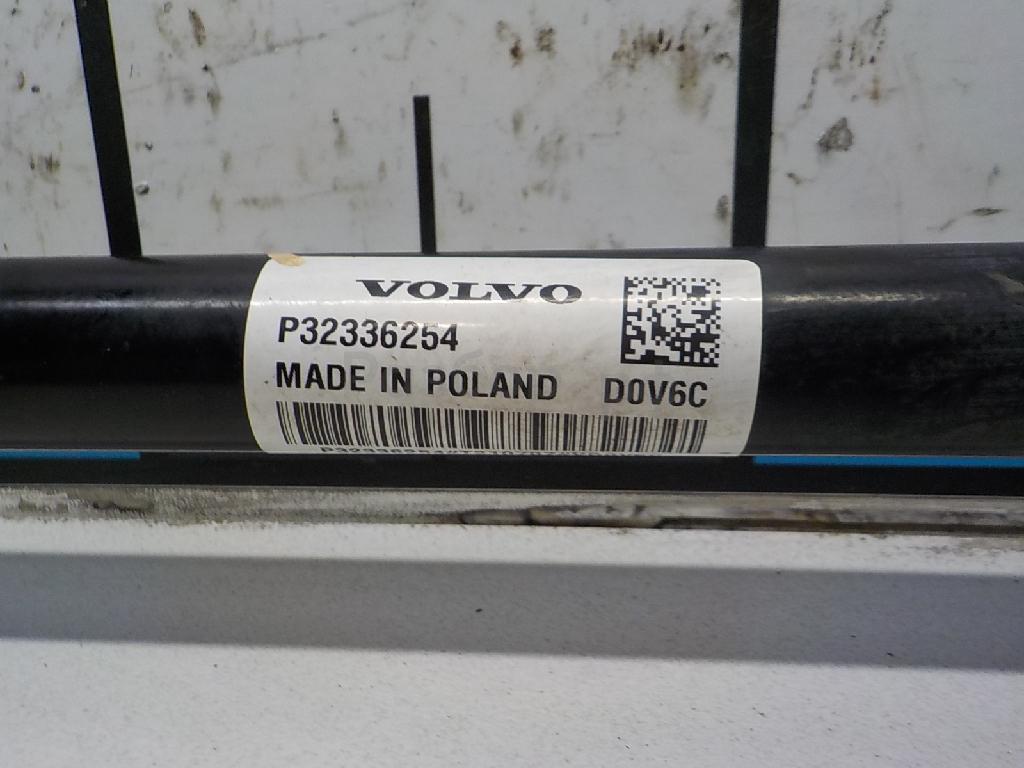 VOLVO
P32336254
MADE IN POLAND D0V6C